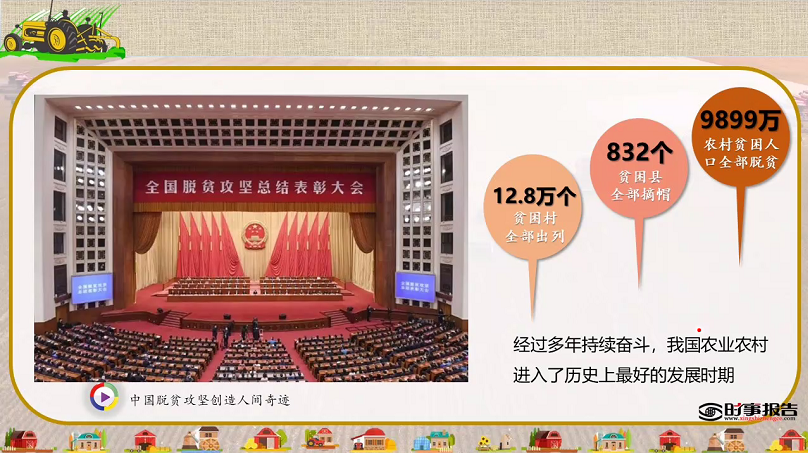 全国脱贫攻坚总结表彰大会
9899万
农村贫困人
口全部脱贫
832个
贫困县
全部摘帽
12.8万个
贫困村
全部出列
经过多年持续奋斗，我国农业农村
进入了历史上最好的发展时期
中国脱贫攻坚创造人间奇迹
时事报告